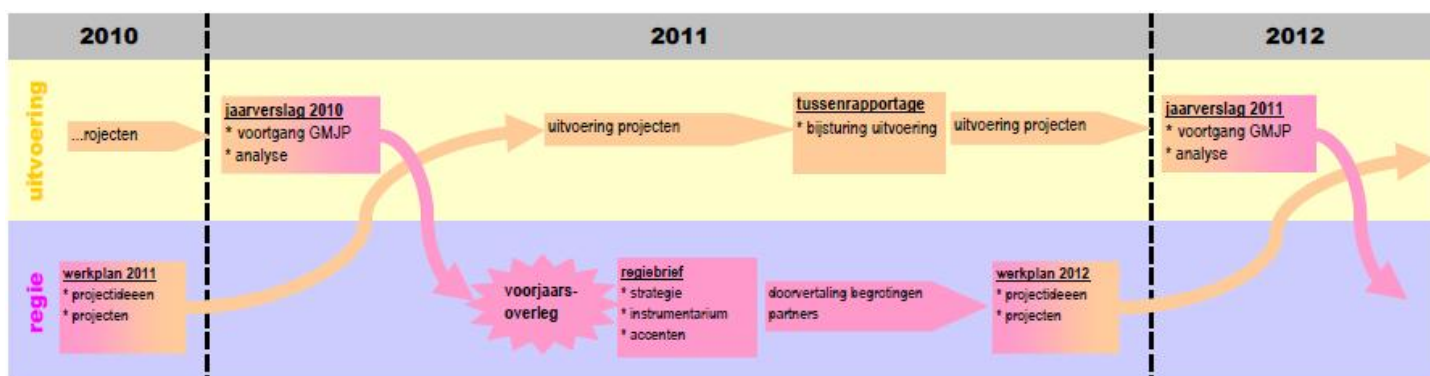 2010
2011
2012
uitvoering
...rojecten
jaarverslag 2010
* voortgang GMJP
* analyse
uitvoering projecten
tussenrapportage
* bijsturing uitvoering
uitvoering projecten
jaarverslag 2011
* voortgang GMJP
* analyse
regie
werkplan 2011
* projectideeen
* projecten
voorjaars-
overleg
regiebrief
* strategie
* instrumentarium
* accenten
doorvertaling begrotingen
partners
werkplan 2012
* projectideeen
* projecten